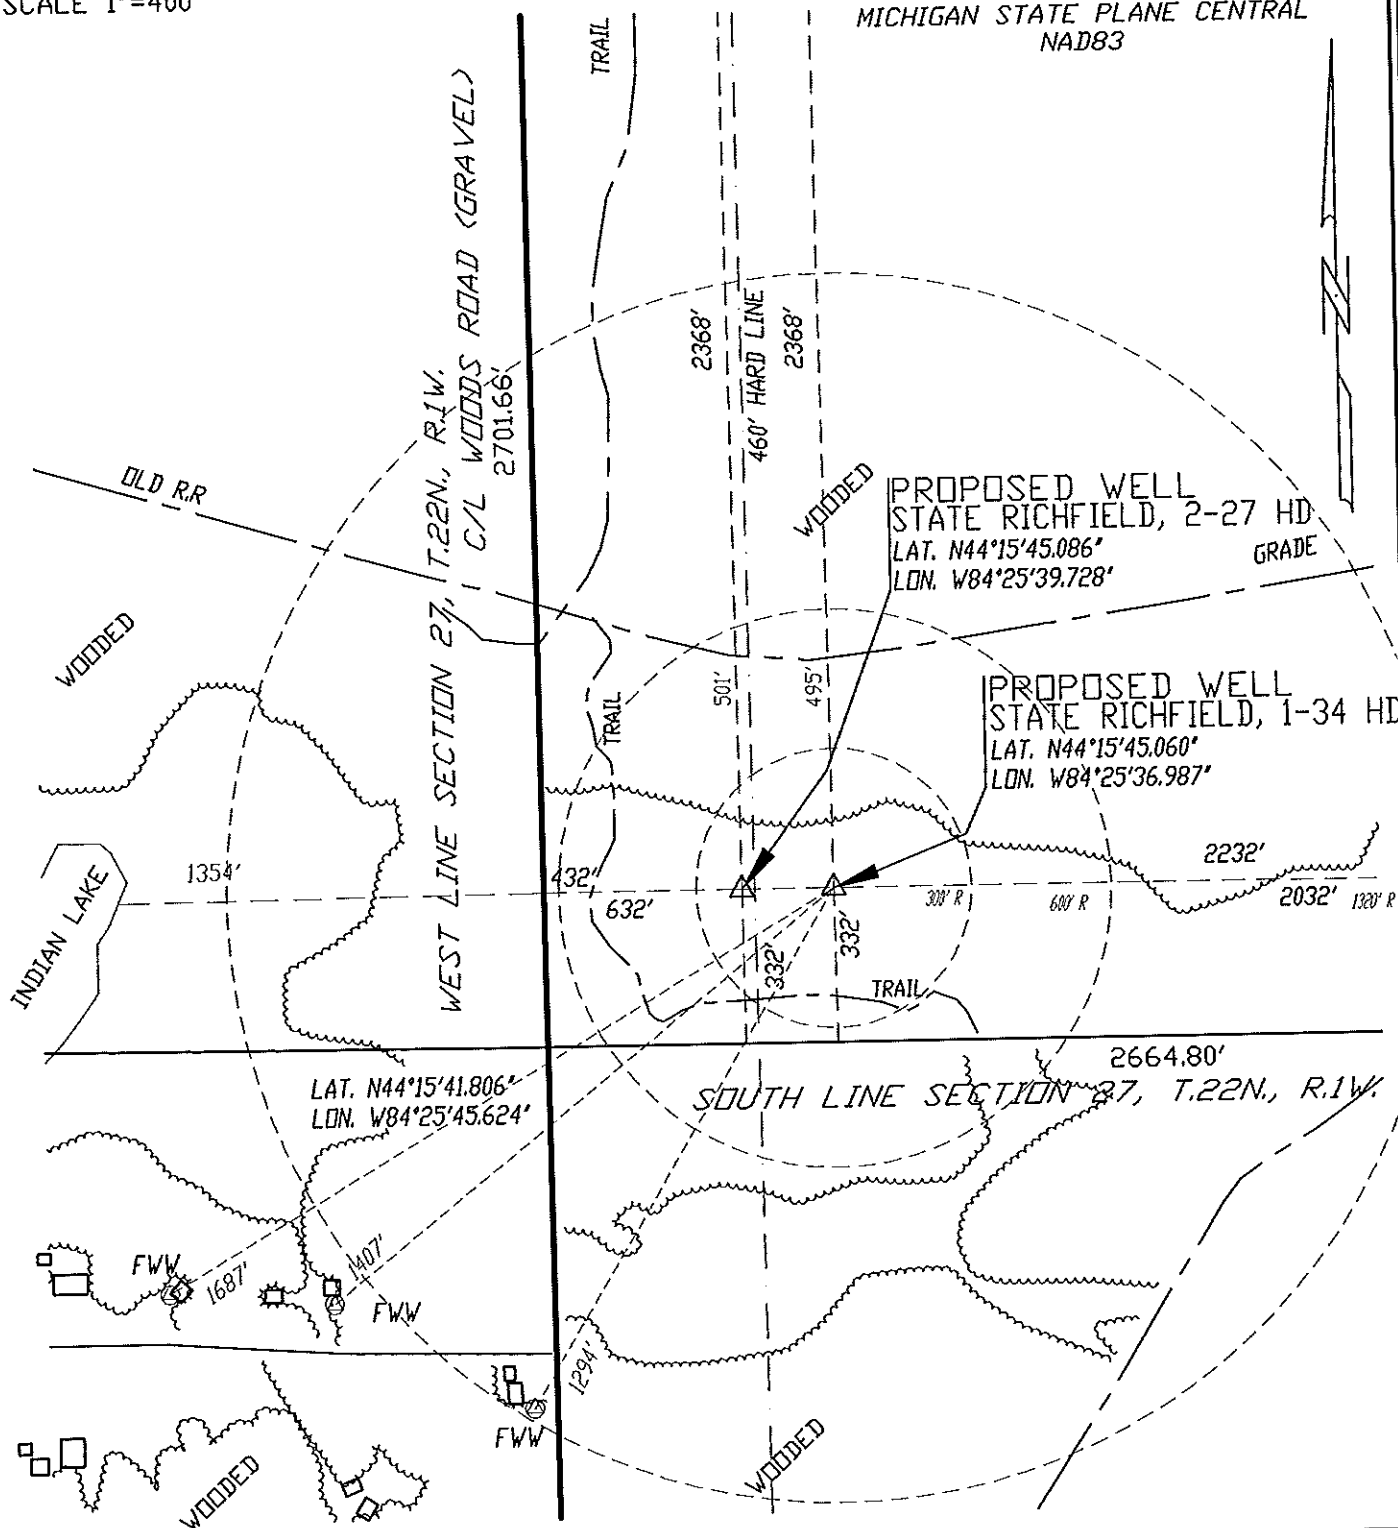 SCALE 1"=400'
MICHIGAN STATE PLANE CENTRAL
NAD83
TRAIL
WEST LINE SECTION 27, T.22N., R.1W.
C/L WOODS ROAD (GRAVEL)
2701.66'
2368'
460' HARD LINE
2368'
N
OLD R.R
WOODED
PROPOSED WELL
STATE RICHFIELD, 2-27 HD
LAT. N44°15'45.086"
LON. W84°25'39.728"
GRADE
WOODED
501'
495'
TRAIL
PROPOSED WELL
STATE RICHFIELD, 1-34 HD
LAT. N44°15'45.060"
LON. W84°25'36.987"
INDIAN LAKE
1354'
432'
632'
300' R
600' R
2232'
2032'
1320' R
332'
332'
TRAIL
2664.80'
SOUTH LINE SECTION 27, T.22N., R.1W.
LAT. N44°15'41.806"
LON. W84°25'45.624"
FWW
1687'
1407'
FWW
1294'
FWW
WOODED
WOODED